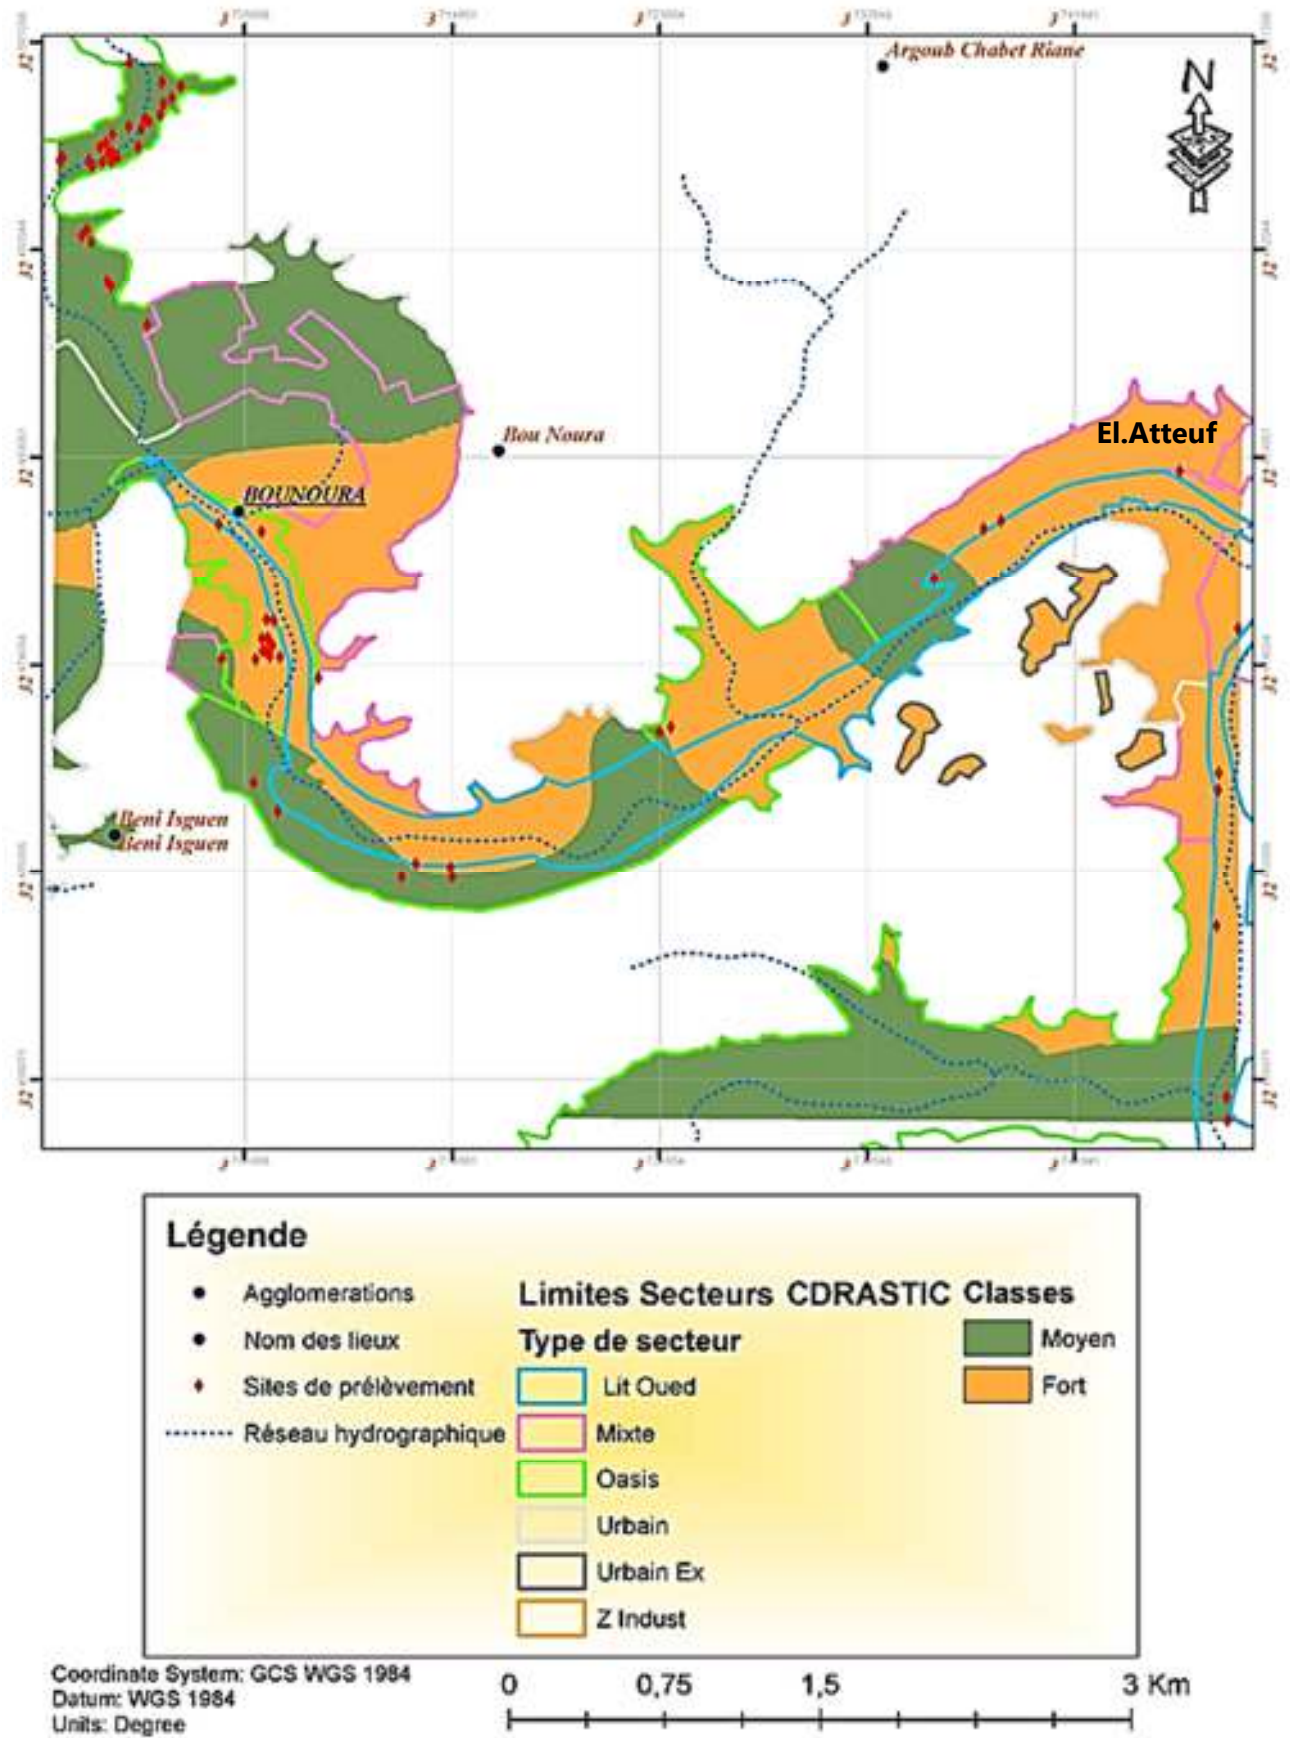 Argoub Chabet Riane
N
El.Atteuf
Bou Noura
BOUNOURA
Beni Isguen
Beni Isguen
Légende
Agglomerations
Nom des lieux
Sites de prélèvement
Réseau hydrographique
Limites Secteurs
Type de secteur
Lit Oued
Mixte
Oasis
Urbain
Urbain Ex
Z Indust
CDRASTIC Classes
Moyen
Fort
Coordinate System: GCS WGS 1984
Datum: WGS 1984
Units: Degree
0 0,75 1,5 3 Km